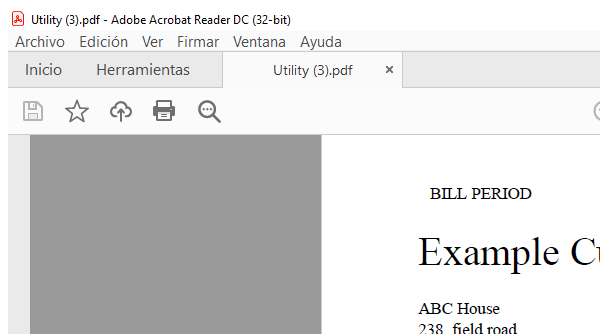 Utility (3).pdf - Adobe Acrobat Reader DC (32-bit)
Archivo Edición Ver Firmar Ventana Ayuda
Inicio Herramientas Utility (3).pdf ×
BILL PERIOD
Example Cu
ABC House
238 field road